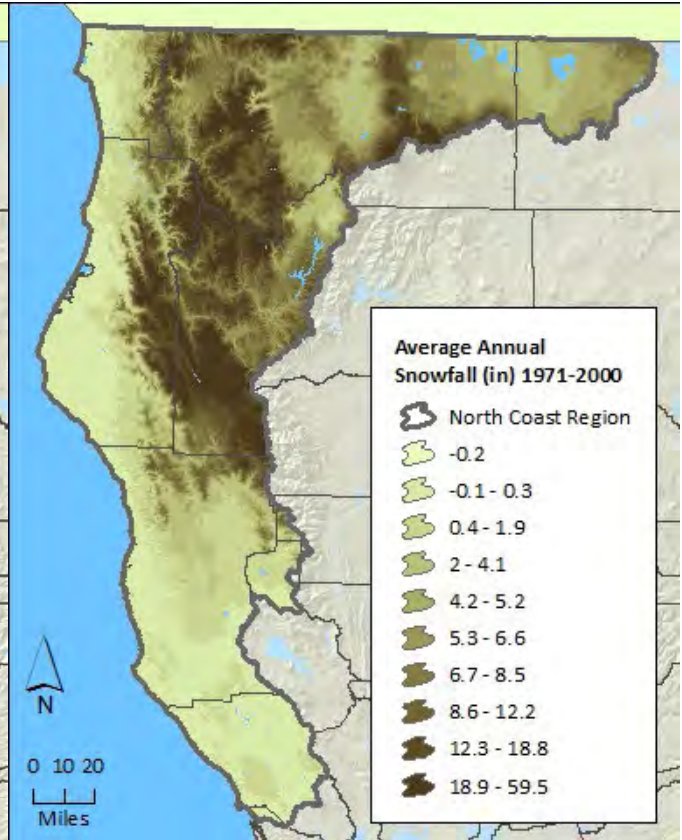 Average Annual
Snowfall (in) 1971-2000
North Coast Region
-0.2
-0.1 - 0.3
0.4 - 1.9
2 - 4.1
4.2 - 5.2
5.3 - 6.6
6.7 - 8.5
8.6 - 12.2
12.3 - 18.8
18.9 - 59.5
N
0 10 20
Miles